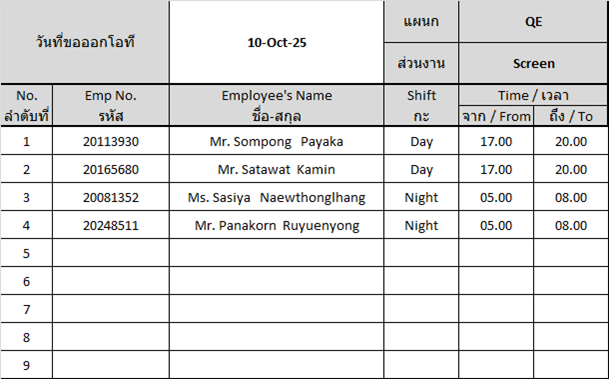 วันที่ขอออกโอที 10-Oct-25 แผนก QE
ส่วนงาน Screen
No. Emp No. Employee's Name Shift Time / เวลา
ลำดับที่ รหัส ชื่อ-สกุล กะ จาก / From ถึง / To
1 20113930 Mr. Sompong Payaka Day 17.00 20.00
2 20165680 Mr. Satawat Kamin Day 17.00 20.00
3 20081352 Ms. Sasiya Naewthonglhang Night 05.00 08.00
4 20248511 Mr. Panakorn Ruyuenyong Night 05.00 08.00
5
6
7
8
9